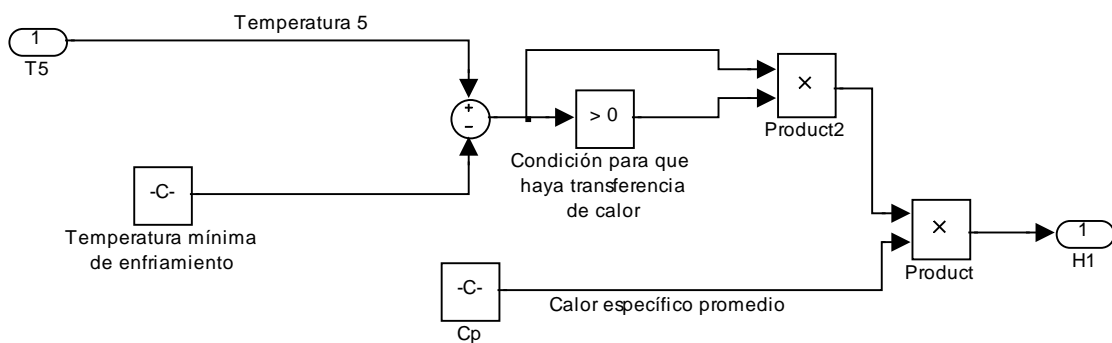 Temperatura 5
1
T5
+
−
> 0
×
Product2
Condición para que
haya transferencia
de calor
-C-
Temperatura mínima
de enfriamiento
×
Product
1
H1
-C-
Calor específico promedio
Cp